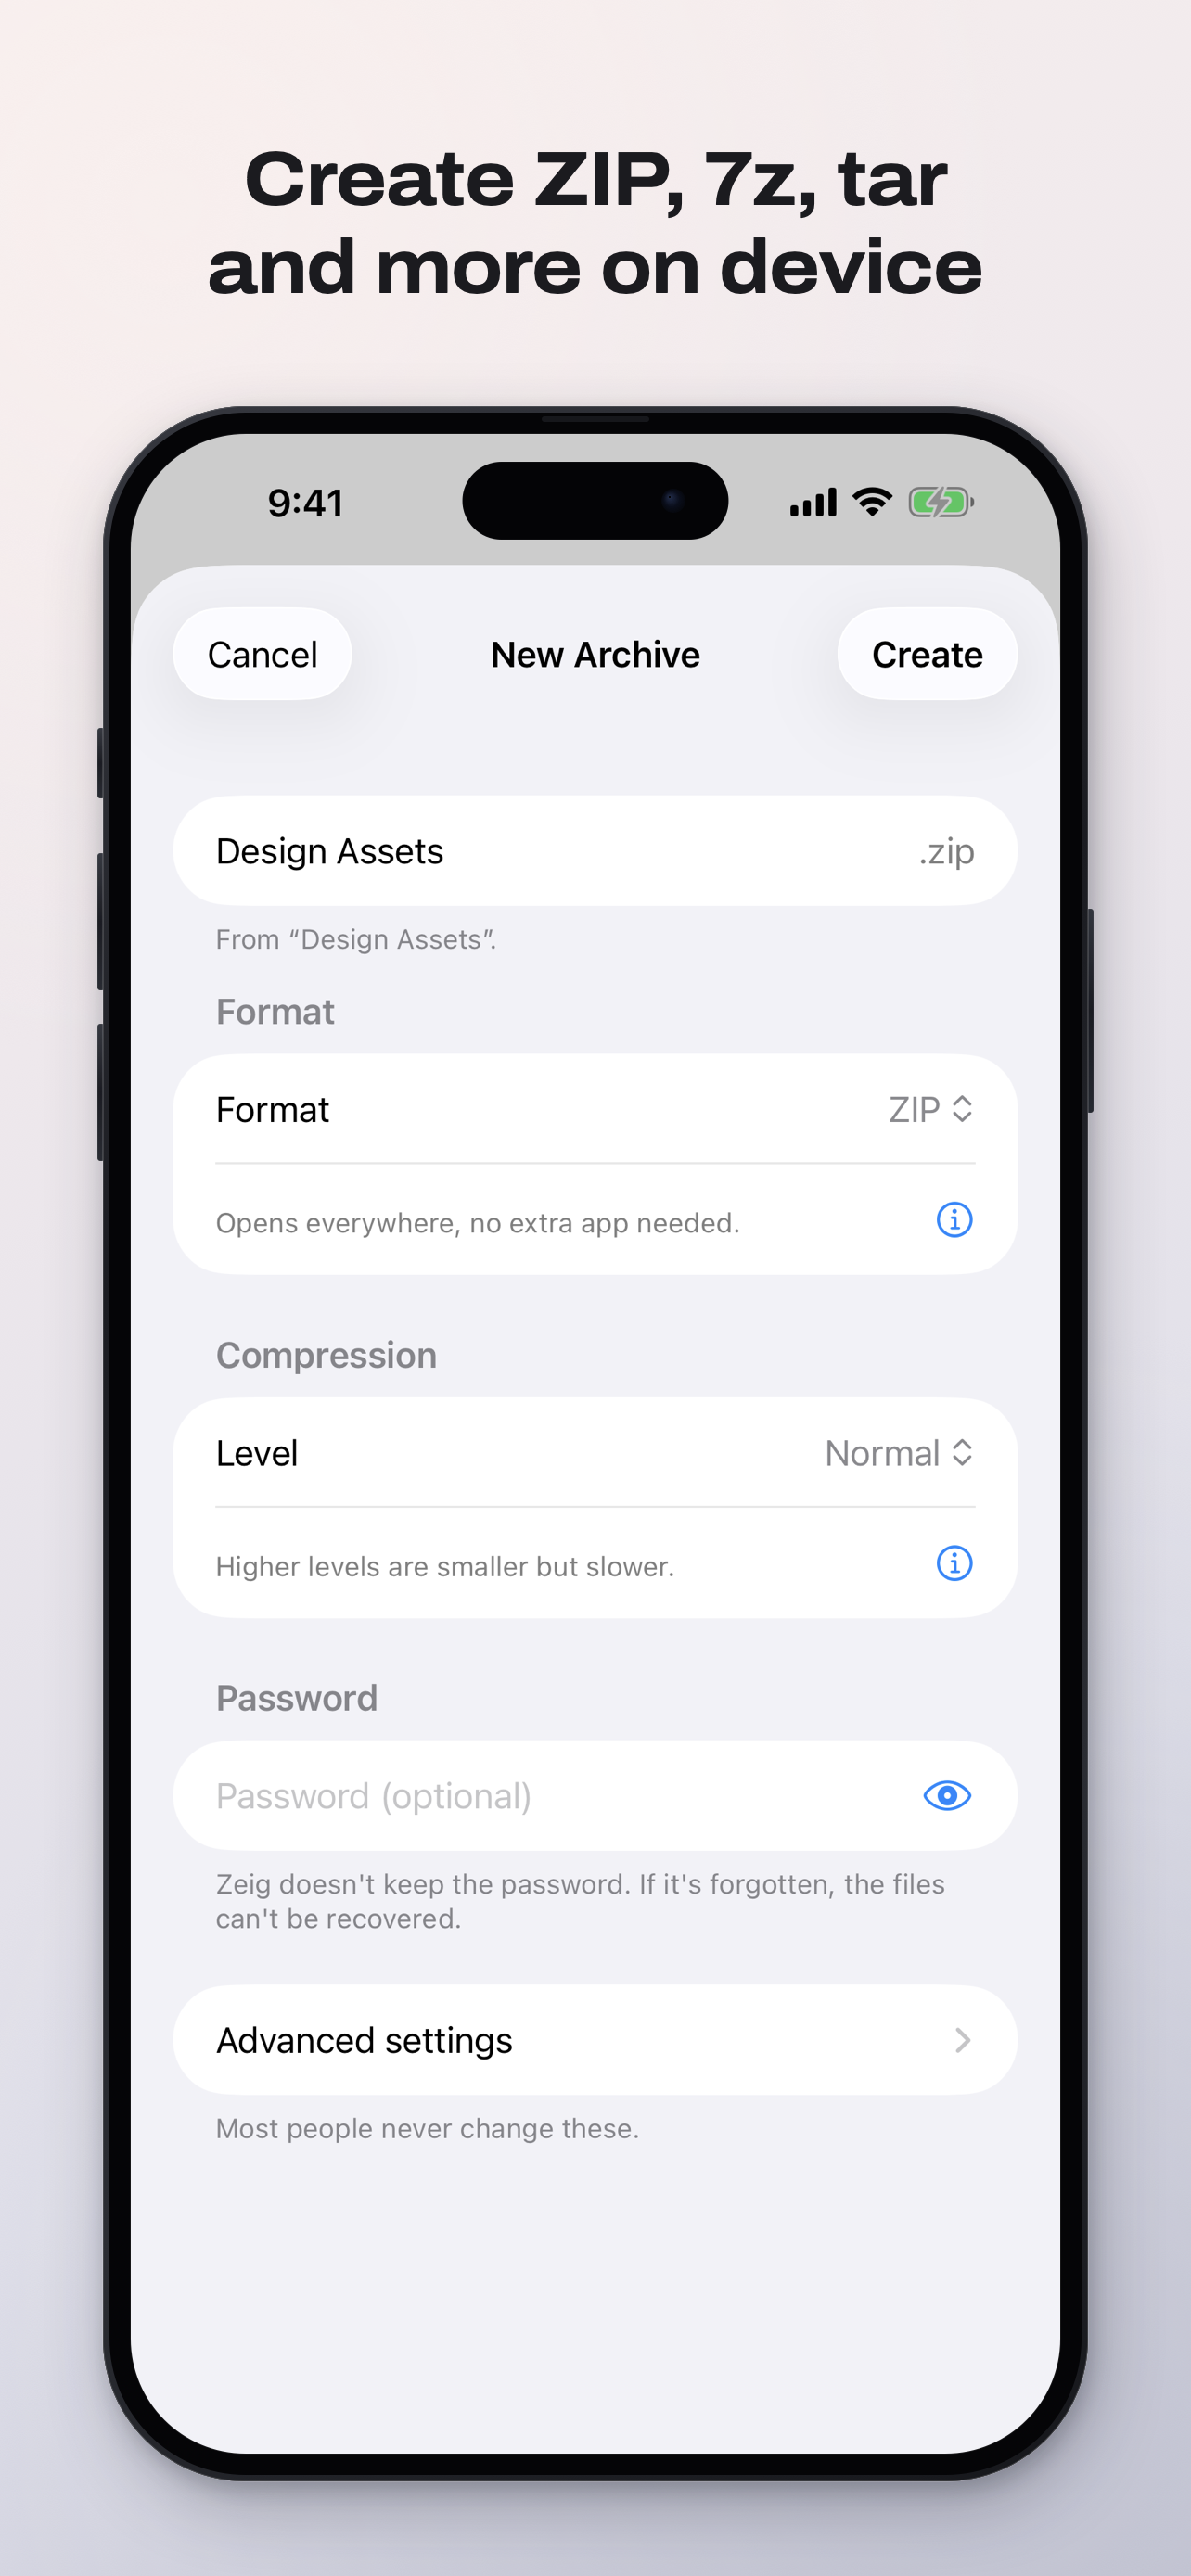 Create ZIP, 7z, tar
and more on device
9:41
Cancel
New Archive
Create
Design Assets
.zip
From “Design Assets”.
Format
Format
ZIP
Opens everywhere, no extra app needed.
Compression
Level
Normal
Higher levels are smaller but slower.
Password
Password (optional)
Zeig doesn't keep the password. If it's forgotten, the files
can't be recovered.
Advanced settings
Most people never change these.